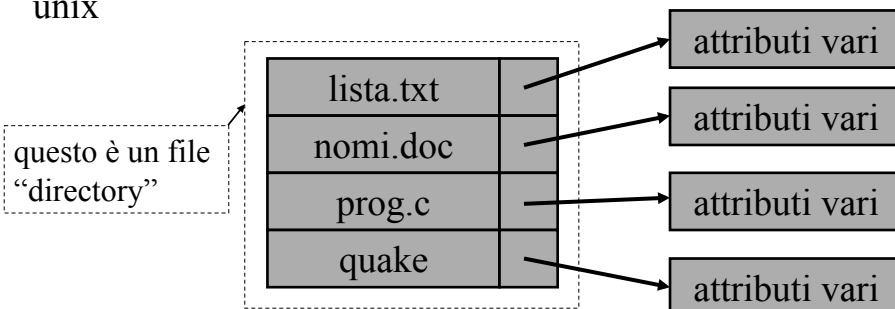 unix
attributi vari
lista.txt
attributi vari
nomi.doc
questo è un file
“directory”
prog.c
attributi vari
quake
attributi vari